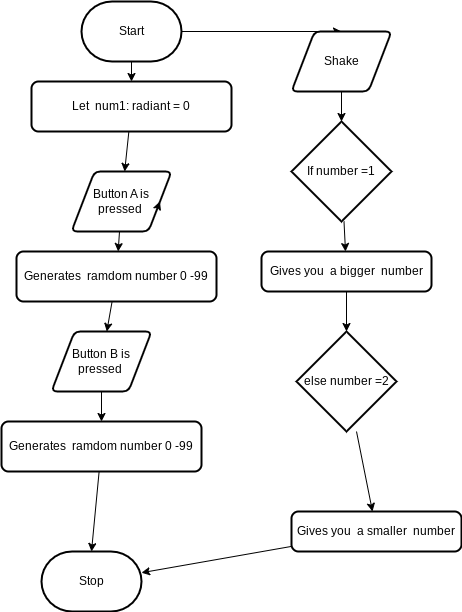 Start
Shake
Let num1: radiant = 0
If number =1
Button A is
pressed
Generates ramdom number 0 -99
Gives you a bigger number
Button B is
pressed
else number =2
Generates ramdom number 0 -99
Gives you a smaller number
Stop